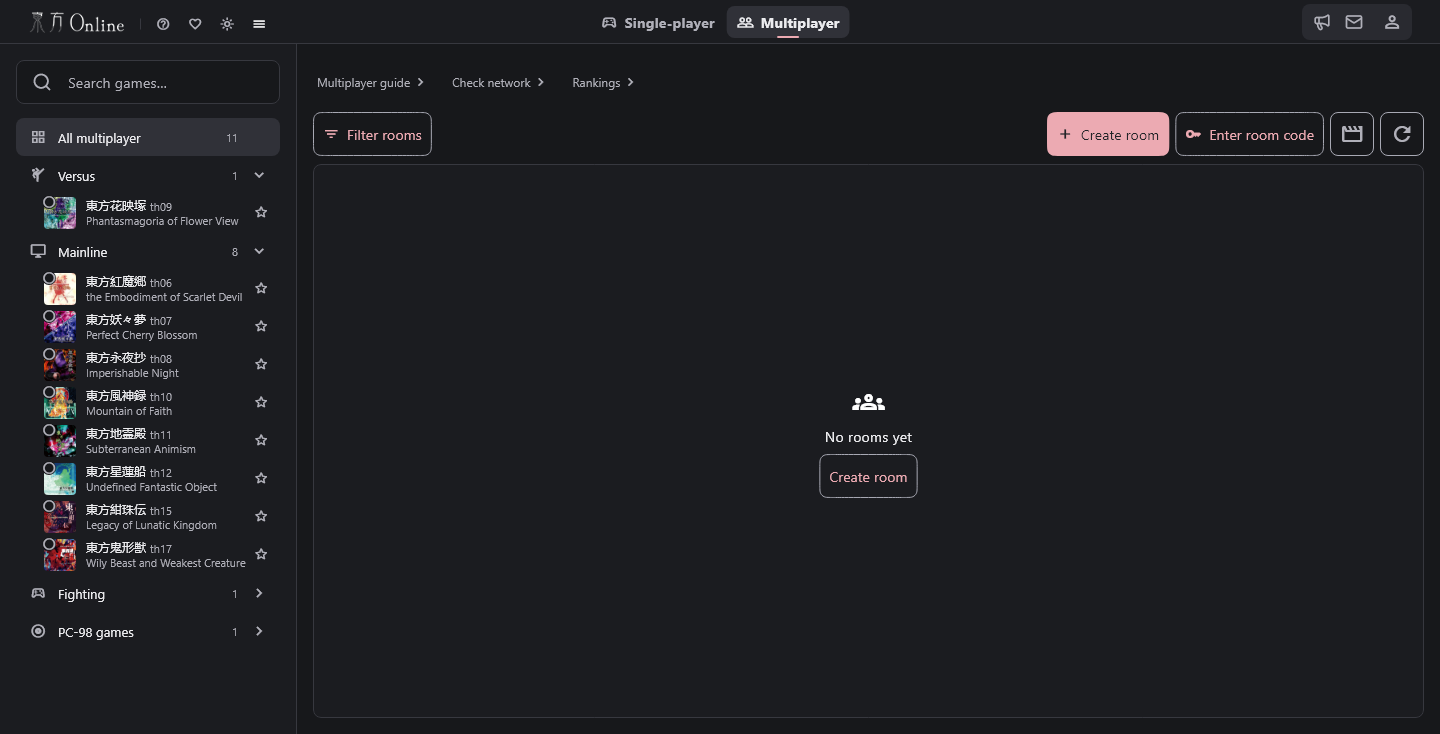 東方 Online
Single-player
Multiplayer
Search games...
All multiplayer 11
Versus 1
東方花映塚 th09
Phantasmagoria of Flower View
Mainline 8
東方紅魔郷 th06
the Embodiment of Scarlet Devil
東方妖々夢 th07
Perfect Cherry Blossom
東方永夜抄 th08
Imperishable Night
東方風神録 th10
Mountain of Faith
東方地霊殿 th11
Subterranean Animism
東方星蓮船 th12
Undefined Fantastic Object
東方紺珠伝 th15
Legacy of Lunatic Kingdom
東方鬼形獣 th17
Wily Beast and Weakest Creature
Fighting 1
PC-98 games 1
Multiplayer guide
Check network
Rankings
Filter rooms
Create room
Enter room code
No rooms yet
Create room